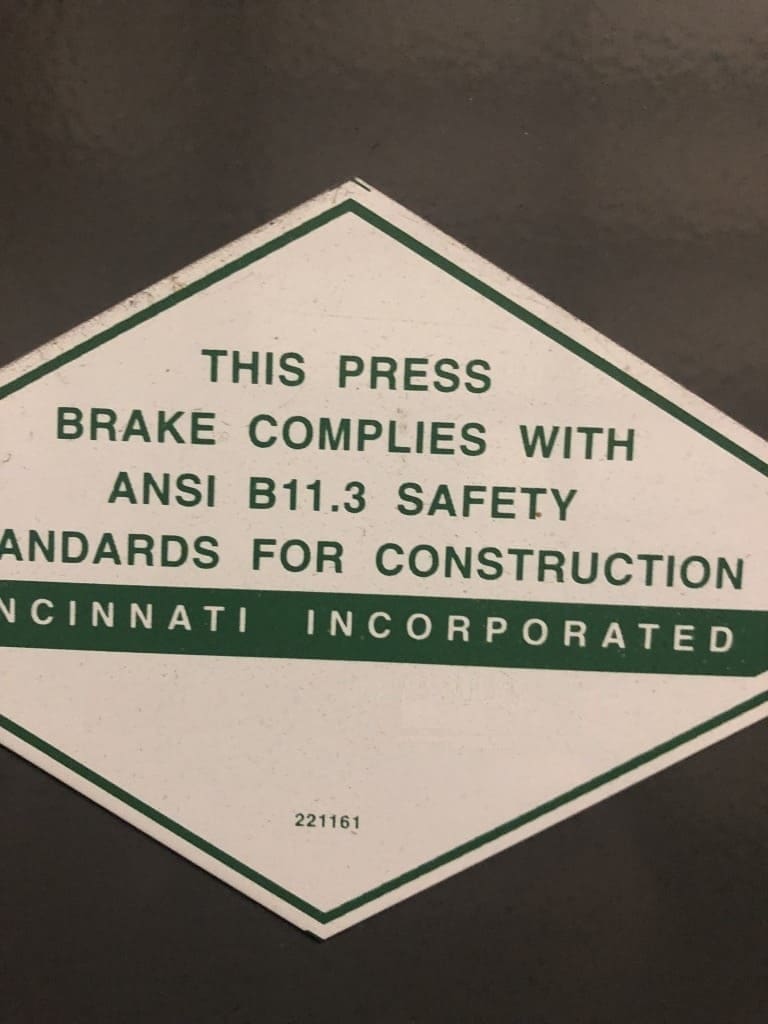 THIS PRESS
BRAKE COMPLIES WITH
ANSI B11.3 SAFETY
ANDARDS FOR CONSTRUCTION
NCINNATI INCORPORATED
221161